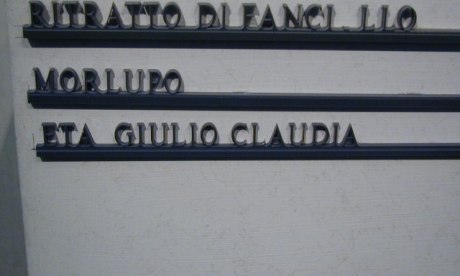 RITRATTO DI FANCI LLO
MORLUPO
ETA GIULIO CLAUDIA